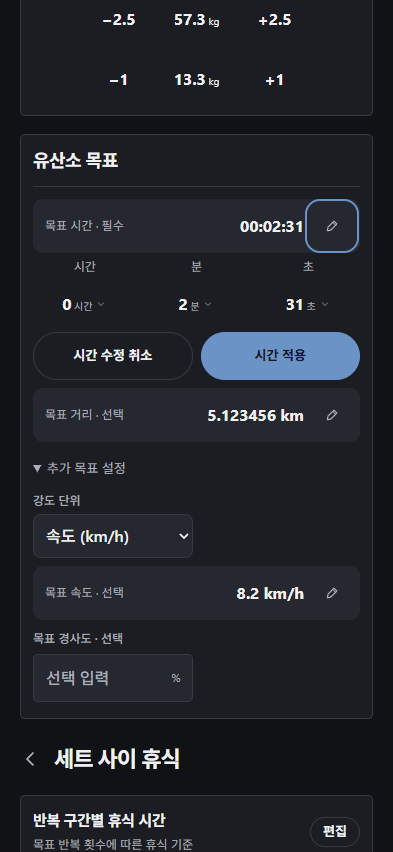 −2.5 57.3 kg +2.5
−1 13.3 kg +1
유산소 목표
목표 시간 · 필수 00:02:31
시간 분 초
0 시간 2 분 31 초
시간 수정 취소 시간 적용
목표 거리 · 선택 5.123456 km
▼ 추가 목표 설정
강도 단위
속도 (km/h)
목표 속도 · 선택 8.2 km/h
목표 경사도 · 선택
선택 입력 %
세트 사이 휴식
반복 구간별 휴식 시간 편집
목표 반복 횟수에 따른 휴식 기준